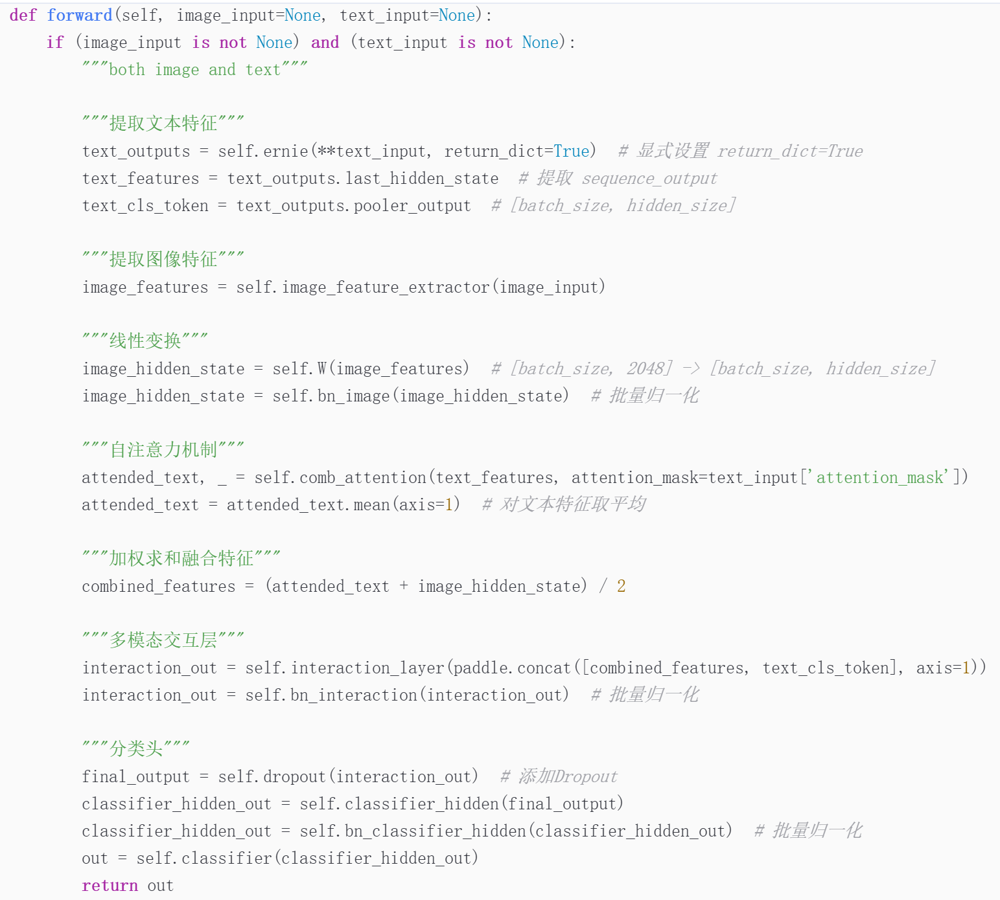 def forward(self, image_input=None, text_input=None):
    if (image_input is not None) and (text_input is not None):
        """both image and text"""

        """提取文本特征"""
        text_outputs = self.ernie(**text_input, return_dict=True)  # 显式设置 return_dict=True
        text_features = text_outputs.last_hidden_state  # 提取 sequence_output
        text_cls_token = text_outputs.pooler_output  # [batch_size, hidden_size]

        """提取图像特征"""
        image_features = self.image_feature_extractor(image_input)

        """线性变换"""
        image_hidden_state = self.W(image_features)  # [batch_size, 2048] -> [batch_size, hidden_size]
        image_hidden_state = self.bn_image(image_hidden_state)  # 批量归一化

        """自注意力机制"""
        attended_text, _ = self.comb_attention(text_features, attention_mask=text_input['attention_mask'])
        attended_text = attended_text.mean(axis=1)  # 对文本特征取平均

        """加权求和融合特征"""
        combined_features = (attended_text + image_hidden_state) / 2

        """多模态交互层"""
        interaction_out = self.interaction_layer(paddle.concat([combined_features, text_cls_token], axis=1))
        interaction_out = self.bn_interaction(interaction_out)  # 批量归一化

        """分类头"""
        final_output = self.dropout(interaction_out)  # 添加Dropout
        classifier_hidden_out = self.classifier_hidden(final_output)
        classifier_hidden_out = self.bn_classifier_hidden(classifier_hidden_out)  # 批量归一化
        out = self.classifier(classifier_hidden_out)
        return out